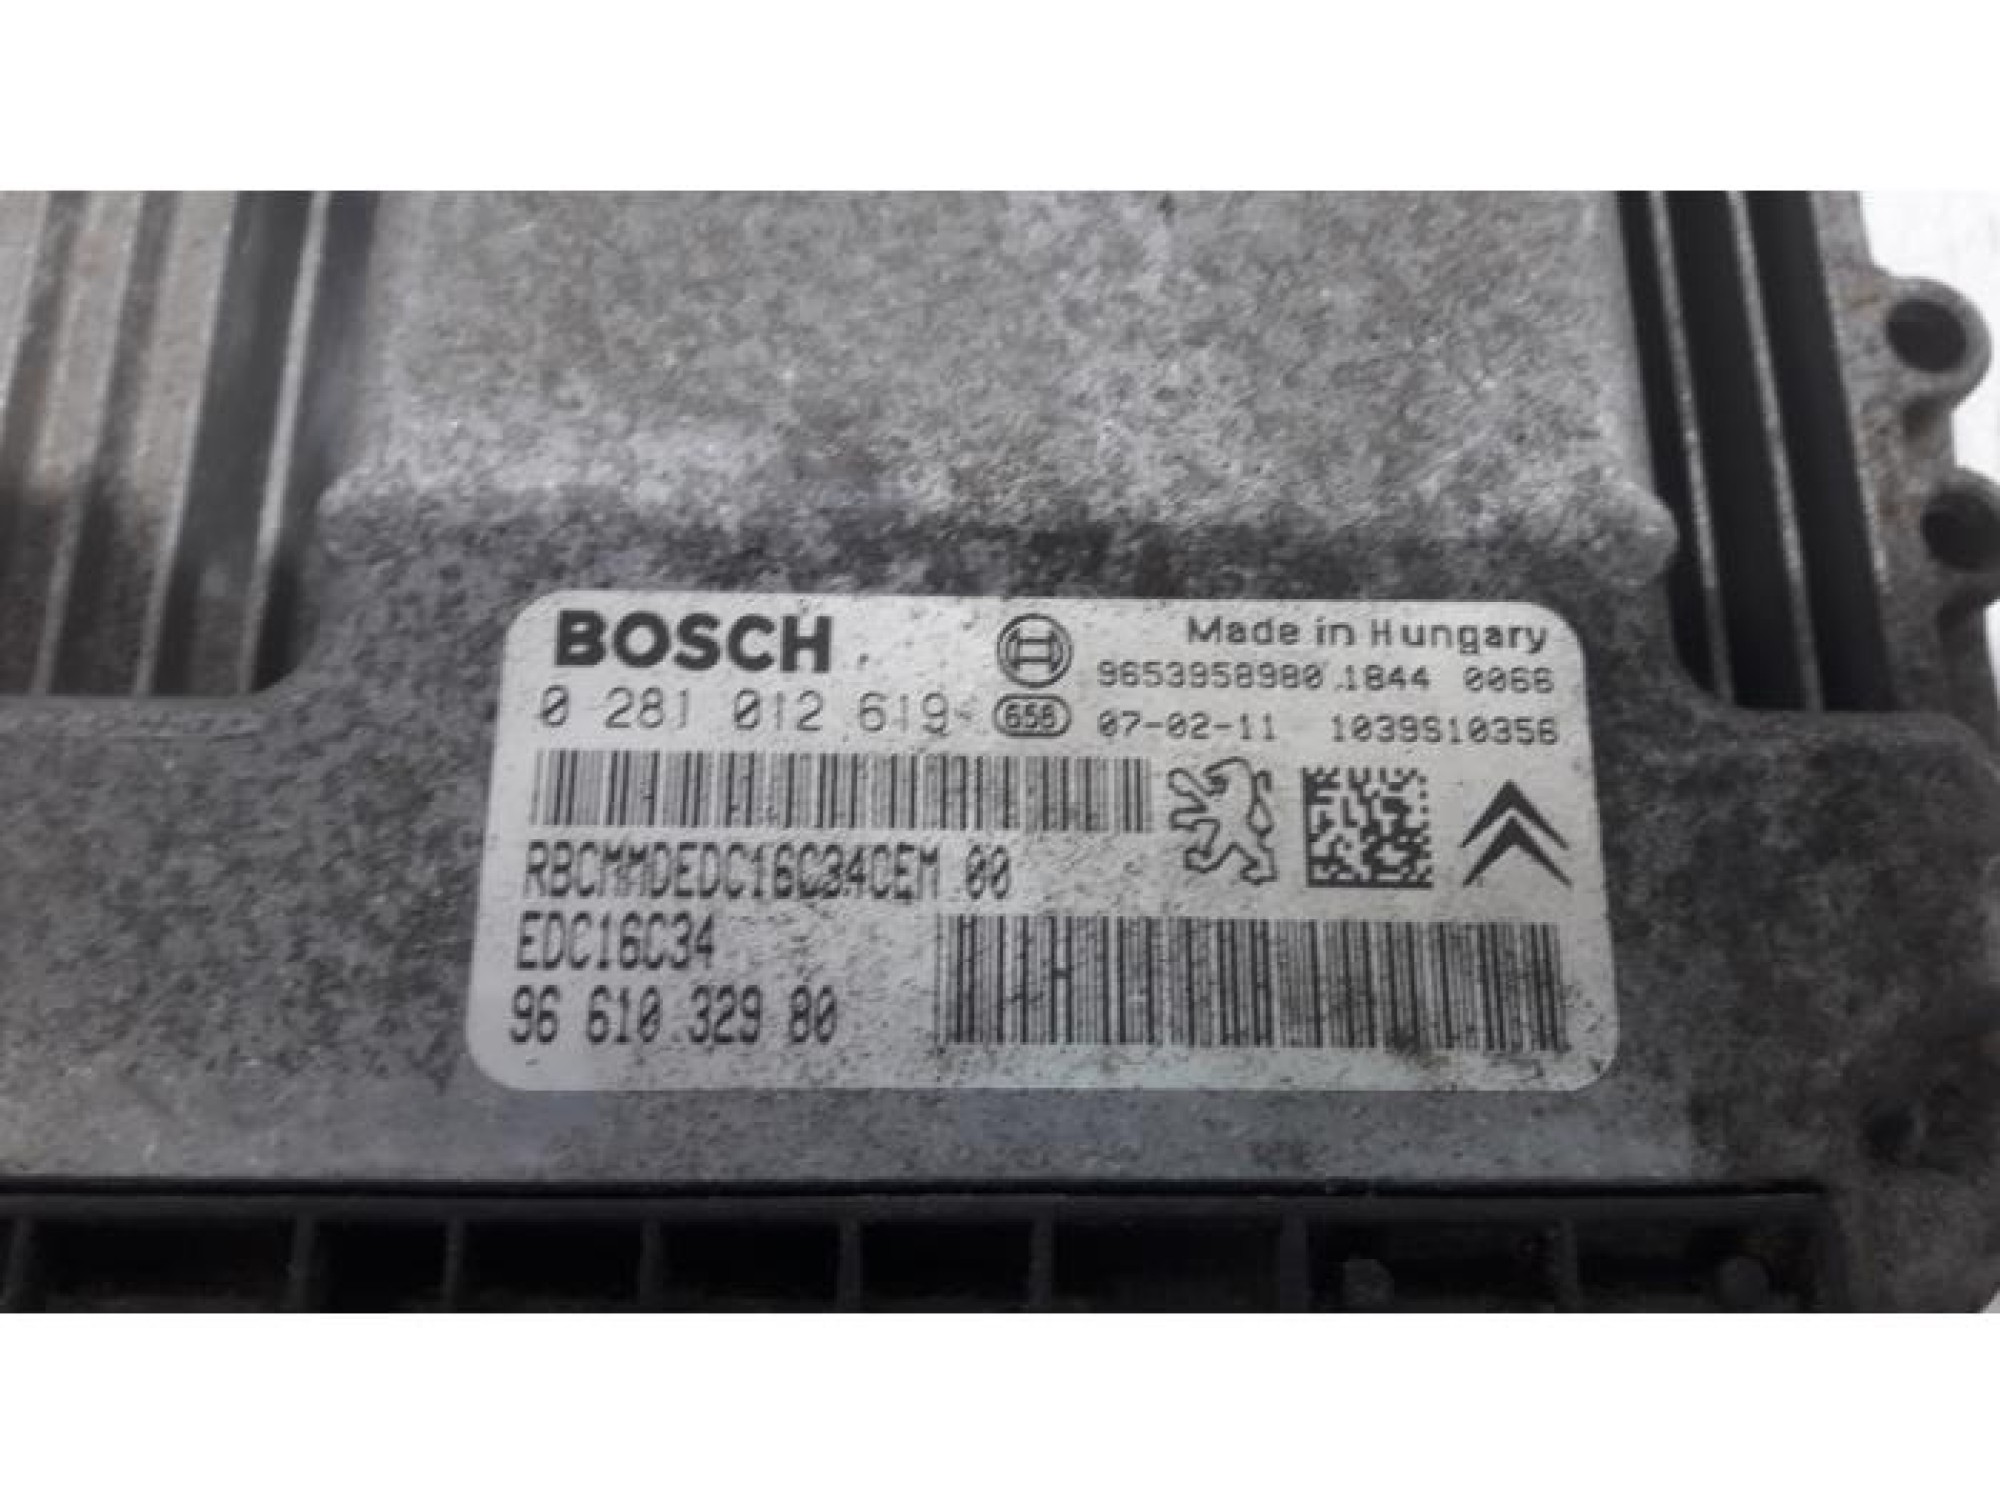 BOSCH
Made in Hungary
9653958980 1844 0066
0 281 012 619
656
07-02-11 1039S10356
RBCMMDEDC16C34CEM 00
EDC16C34
96 610 329 80